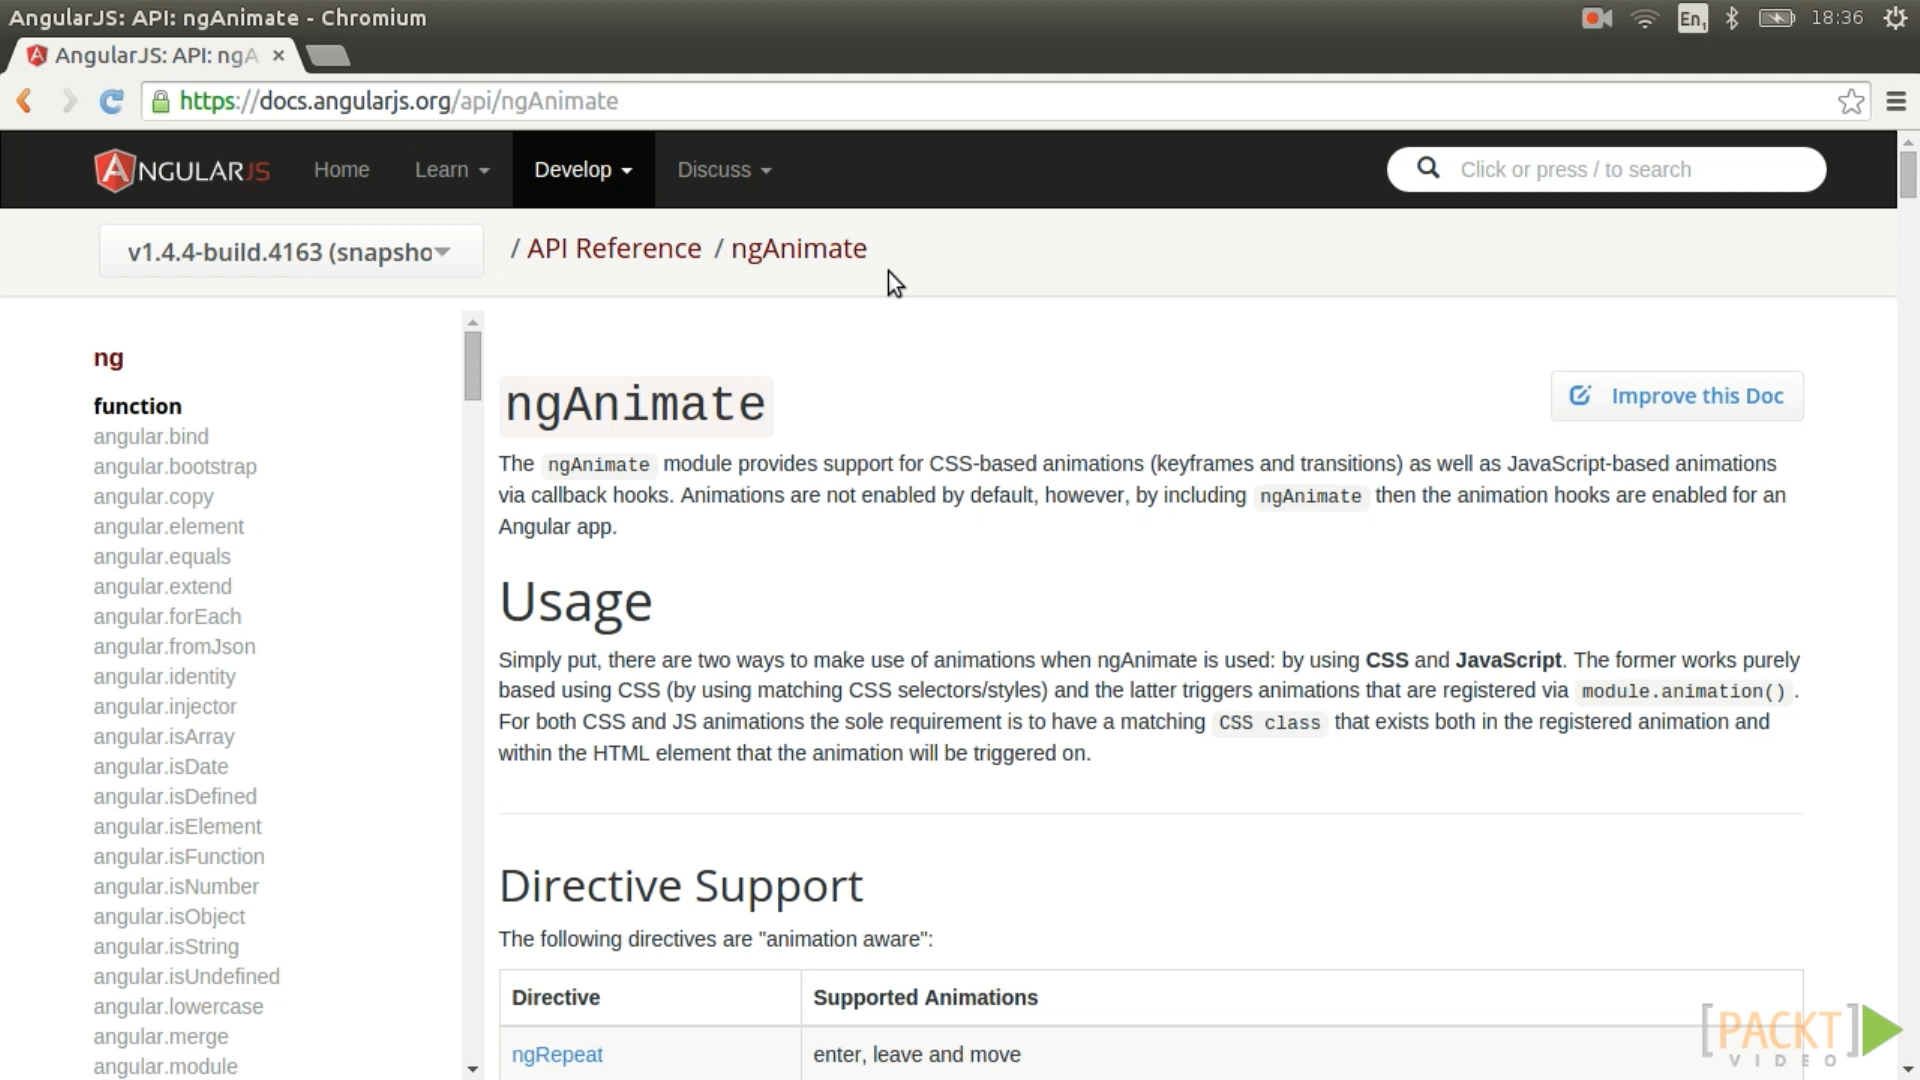 AngularJS: API: ngAnimate - Chromium
En1 18:36
AngularJS: API: ngA ×
https://docs.angularjs.org/api/ngAnimate
ANGULARJS Home Learn Develop Discuss Click or press / to search
v1.4.4-build.4163 (snapsho / API Reference / ngAnimate
ng
function
angular.bind
angular.bootstrap
angular.copy
angular.element
angular.equals
angular.extend
angular.forEach
angular.fromJson
angular.identity
angular.injector
angular.isArray
angular.isDate
angular.isDefined
angular.isElement
angular.isFunction
angular.isNumber
angular.isObject
angular.isString
angular.isUndefined
angular.lowercase
angular.merge
angular.module
ngAnimate
Improve this Doc
The ngAnimate module provides support for CSS-based animations (keyframes and transitions) as well as JavaScript-based animations
via callback hooks. Animations are not enabled by default, however, by including ngAnimate then the animation hooks are enabled for an
Angular app.
Usage
Simply put, there are two ways to make use of animations when ngAnimate is used: by using CSS and JavaScript. The former works purely
based using CSS (by using matching CSS selectors/styles) and the latter triggers animations that are registered via module.animation() .
For both CSS and JS animations the sole requirement is to have a matching CSS class that exists both in the registered animation and
within the HTML element that the animation will be triggered on.
Directive Support
The following directives are "animation aware":
Directive Supported Animations
ngRepeat enter, leave and move
[PACKT]
VIDEO